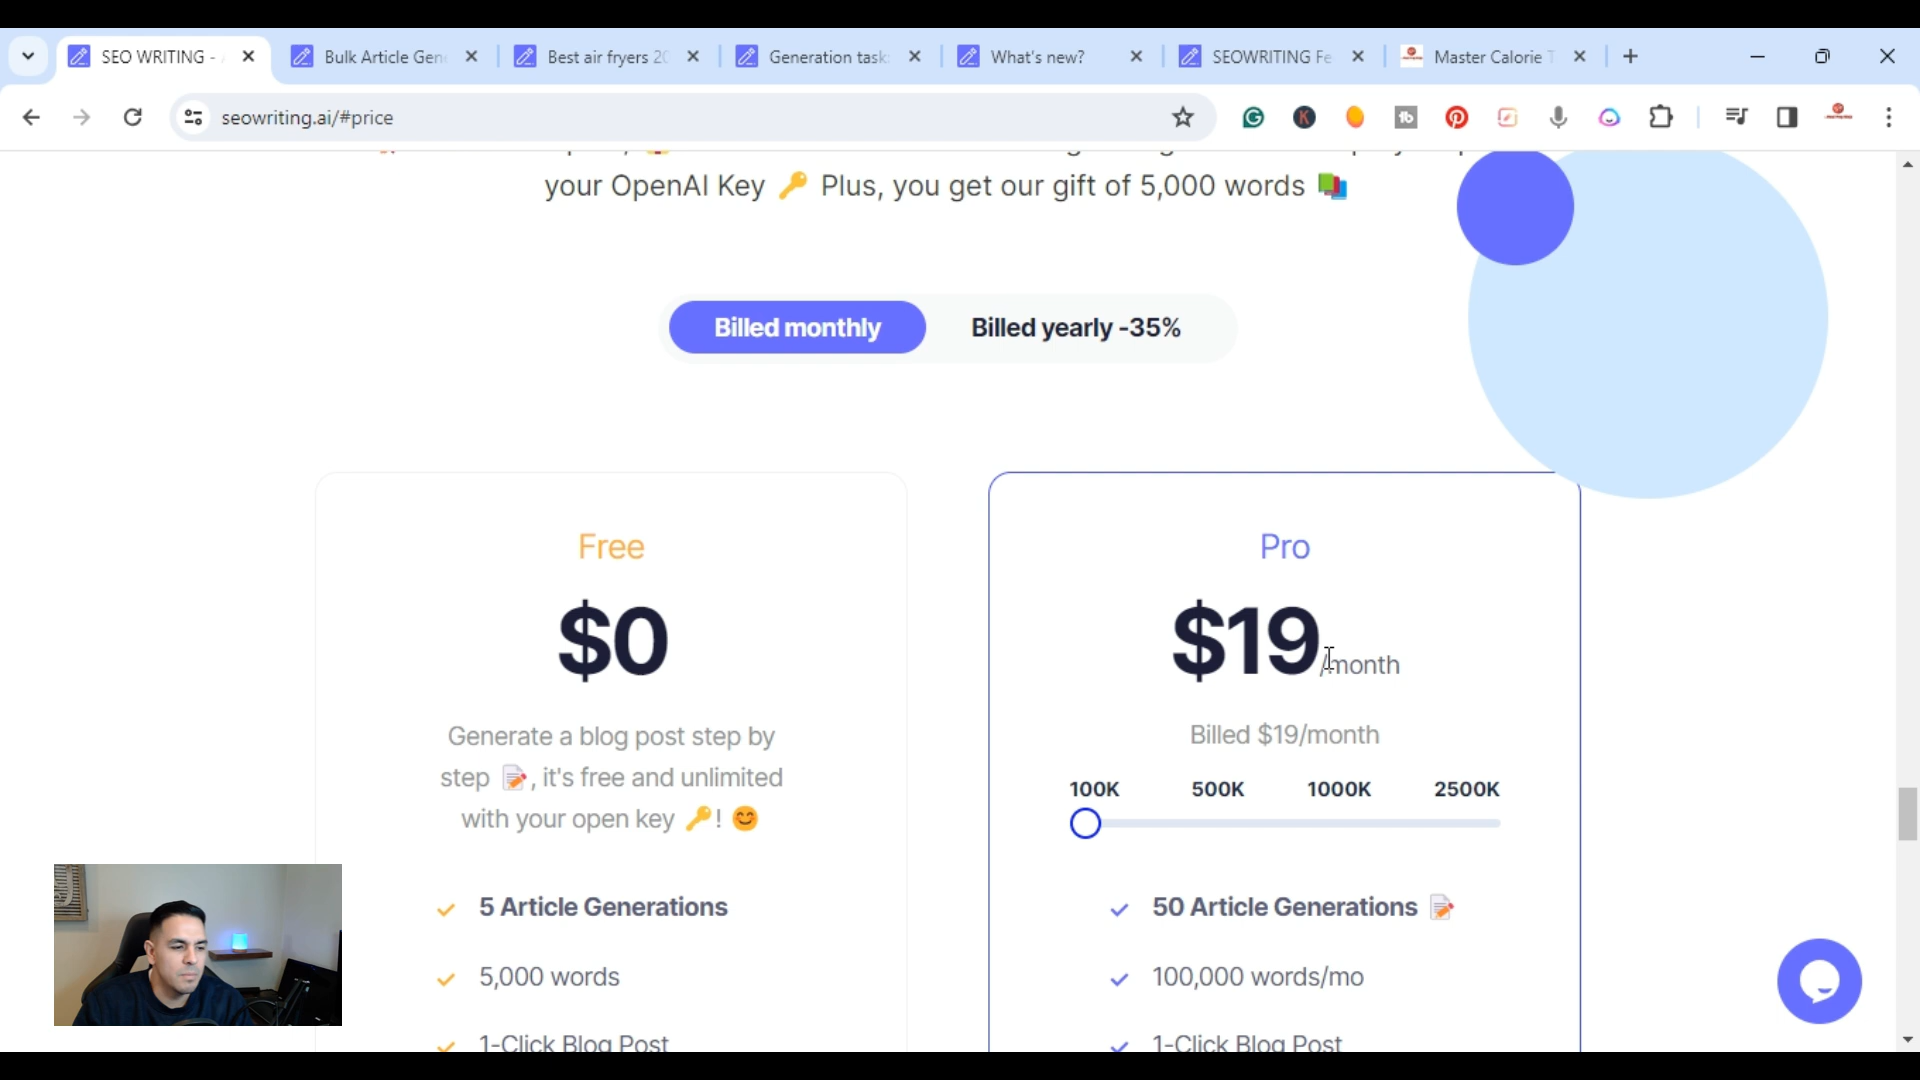 SEO WRITING -
Bulk Article Gen
Best air fryers 20
Generation task
What's new?
SEOWRITING Fe
Master Calorie T
seowriting.ai/#price
your OpenAI Key 🔑 Plus, you get our gift of 5,000 words 📚
Billed monthly
Billed yearly -35%
Free
$0
Generate a blog post step by
step 📝, it's free and unlimited
with your open key 🔑! 😊
5 Article Generations
5,000 words
1-Click Blog Post
Pro
$19/month
Billed $19/month
100K 500K 1000K 2500K
50 Article Generations 📝
100,000 words/mo
1-Click Blog Post